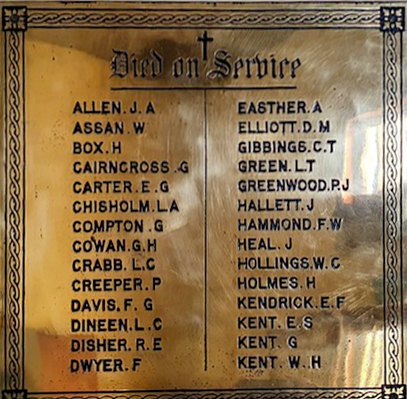 Died on Service
ALLEN. J. A
ASSAN. W
BOX. H
CAIRNCROSS. G
CARTER. E. G
CHISHOLM. L.A
COMPTON. G
COWAN. G.H
CRABB. L.C
CREEPER. P
DAVIS. F. G
DINEEN. L. C
DISHER. R. E
DWYER. F
EASTHER. A
ELLIOTT. D. M
GIBBINGS. C. T
GREEN. L.T
GREENWOOD. P.J
HALLETT. J
HAMMOND. F.W
HEAL. J
HOLLINGS. W. C
HOLMES. H
KENDRICK. E. F
KENT. E. S
KENT. G
KENT. W. H